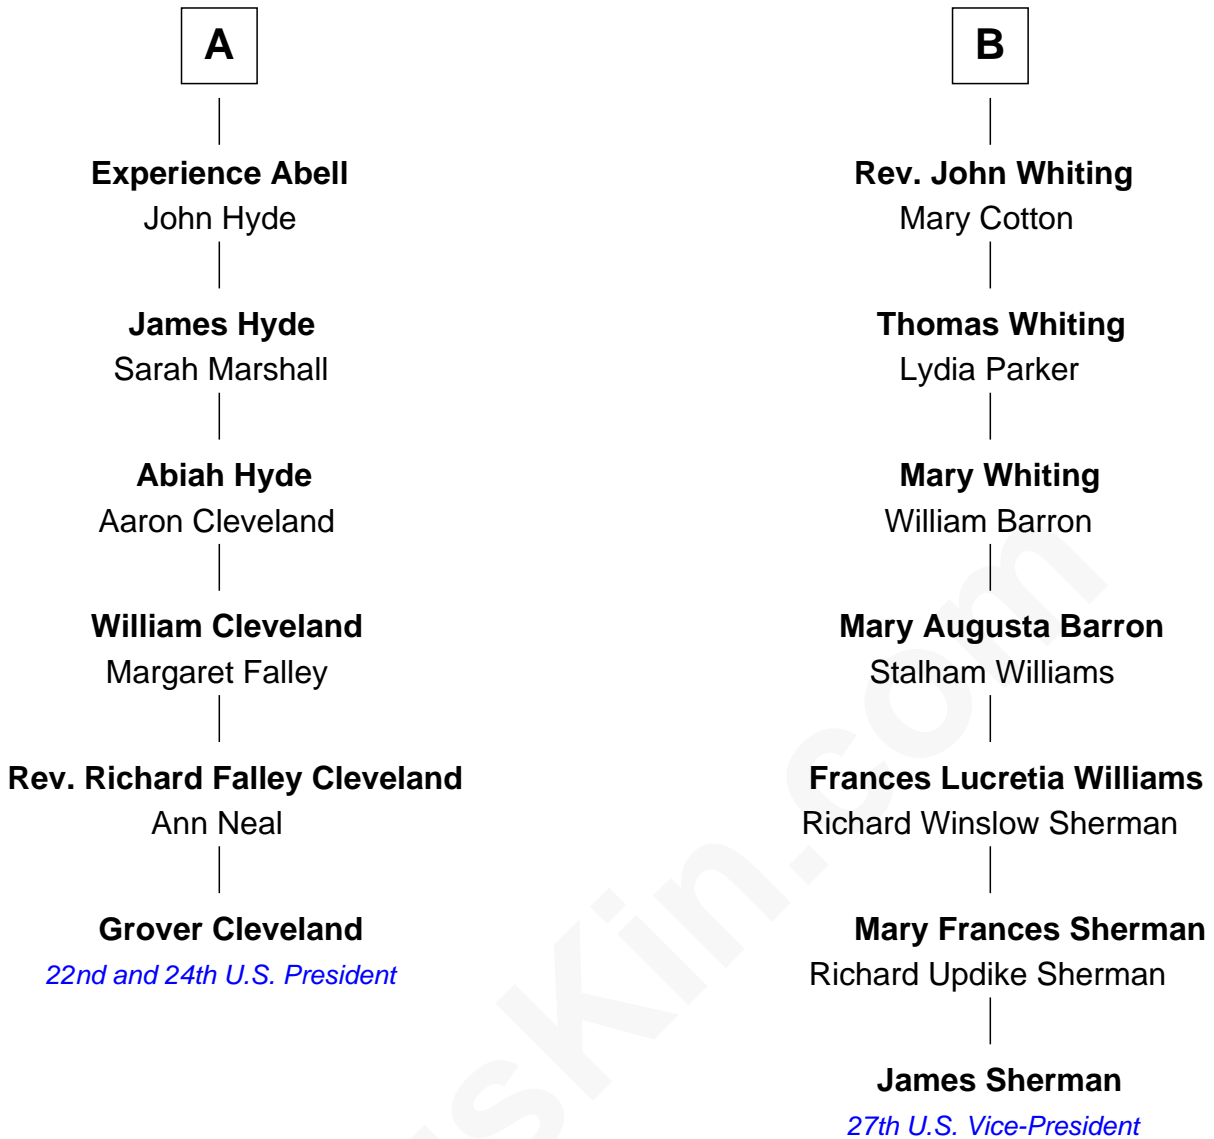 A
Experience Abell
John Hyde
James Hyde
Sarah Marshall
Abiah Hyde
Aaron Cleveland
William Cleveland
Margaret Falley
Rev. Richard Falley Cleveland
Ann Neal
Grover Cleveland
22nd and 24th U.S. President
B
Rev. John Whiting
Mary Cotton
Thomas Whiting
Lydia Parker
Mary Whiting
William Barron
Mary Augusta Barron
Stalham Williams
Frances Lucretia Williams
Richard Winslow Sherman
Mary Frances Sherman
Richard Updike Sherman
James Sherman
27th U.S. Vice-President